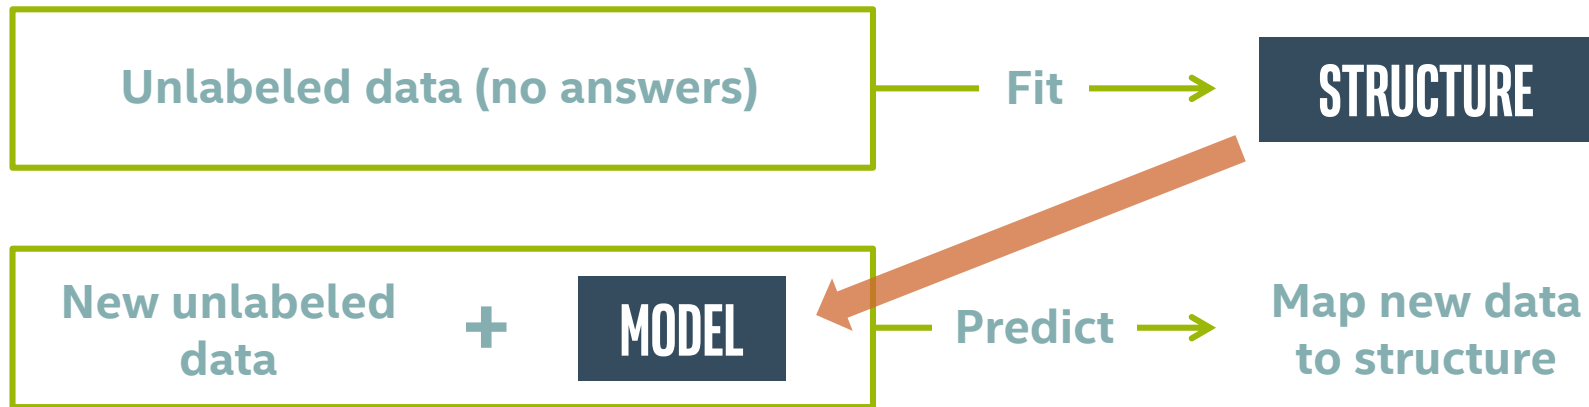 Unlabeled data (no answers)
Fit
STRUCTURE
New unlabeled
data
+
MODEL
Predict
Map new data
to structure